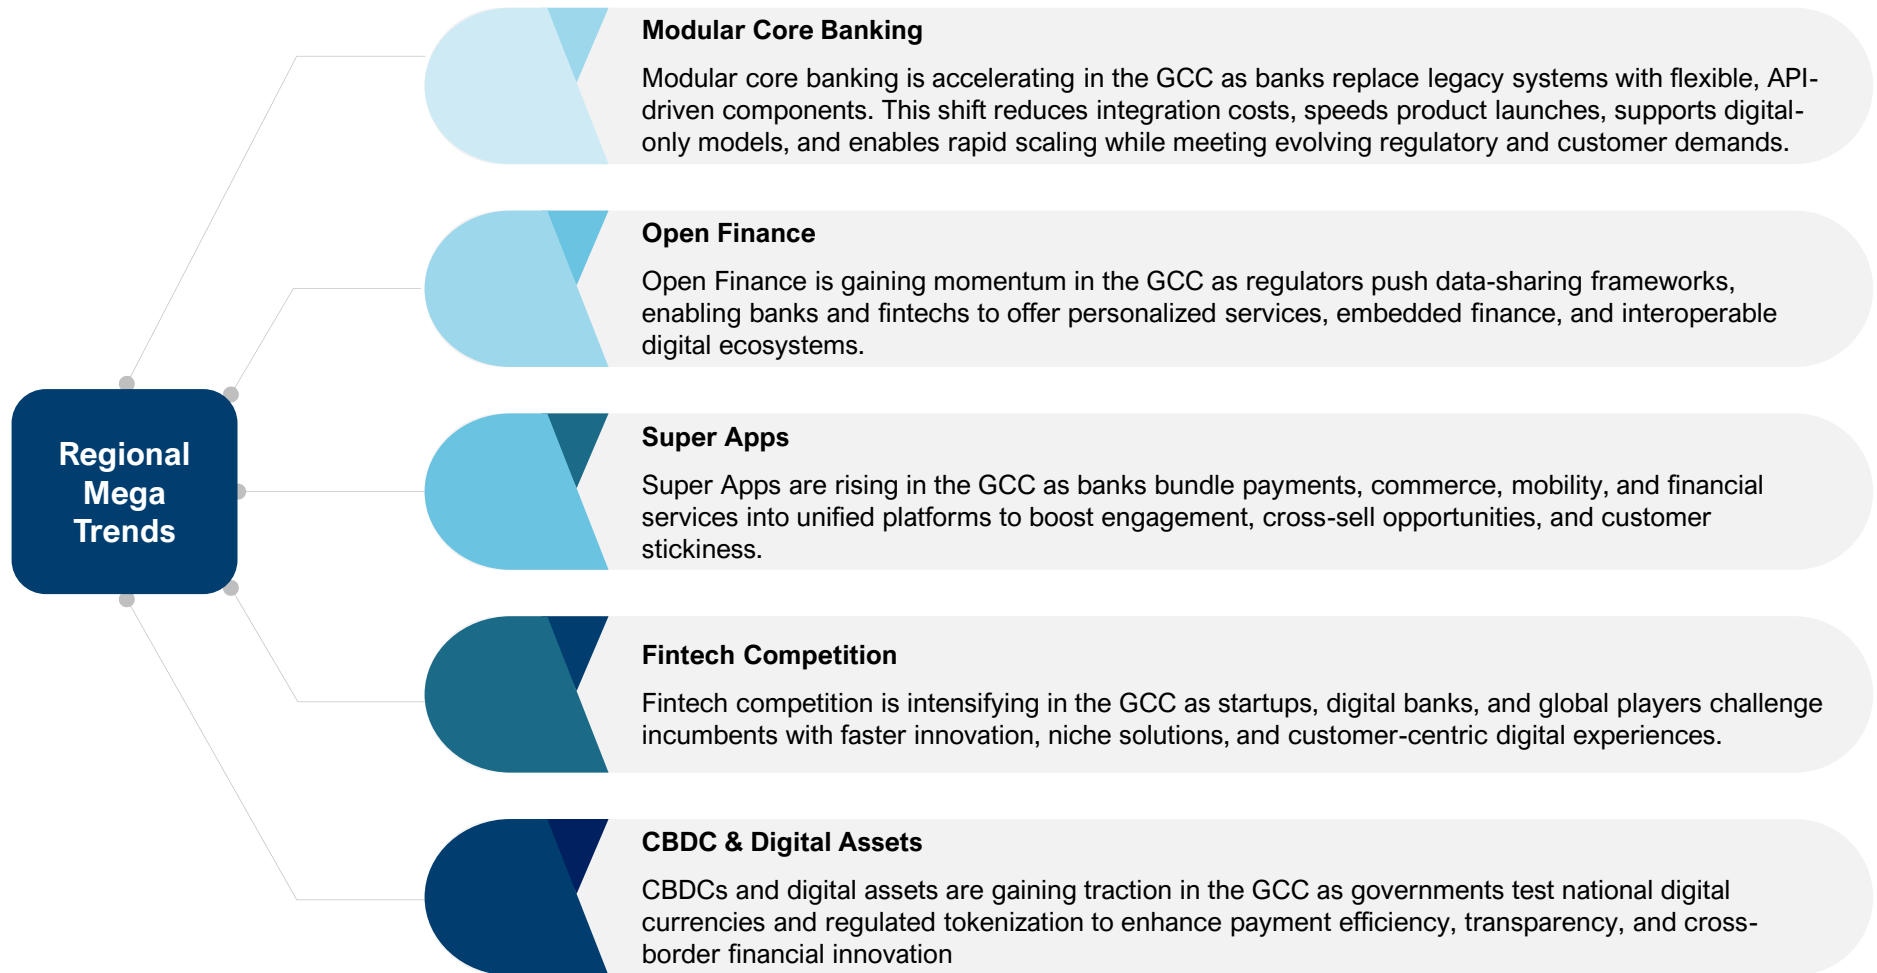 Modular Core Banking
Modular core banking is accelerating in the GCC as banks replace legacy systems with flexible, API-
driven components. This shift reduces integration costs, speeds product launches, supports digital-
only models, and enables rapid scaling while meeting evolving regulatory and customer demands.
Open Finance
Open Finance is gaining momentum in the GCC as regulators push data-sharing frameworks,
enabling banks and fintechs to offer personalized services, embedded finance, and interoperable
digital ecosystems.
Regional
Mega
Trends
Super Apps
Super Apps are rising in the GCC as banks bundle payments, commerce, mobility, and financial
services into unified platforms to boost engagement, cross-sell opportunities, and customer
stickiness.
Fintech Competition
Fintech competition is intensifying in the GCC as startups, digital banks, and global players challenge
incumbents with faster innovation, niche solutions, and customer-centric digital experiences.
CBDC & Digital Assets
CBDCs and digital assets are gaining traction in the GCC as governments test national digital
currencies and regulated tokenization to enhance payment efficiency, transparency, and cross-
border financial innovation